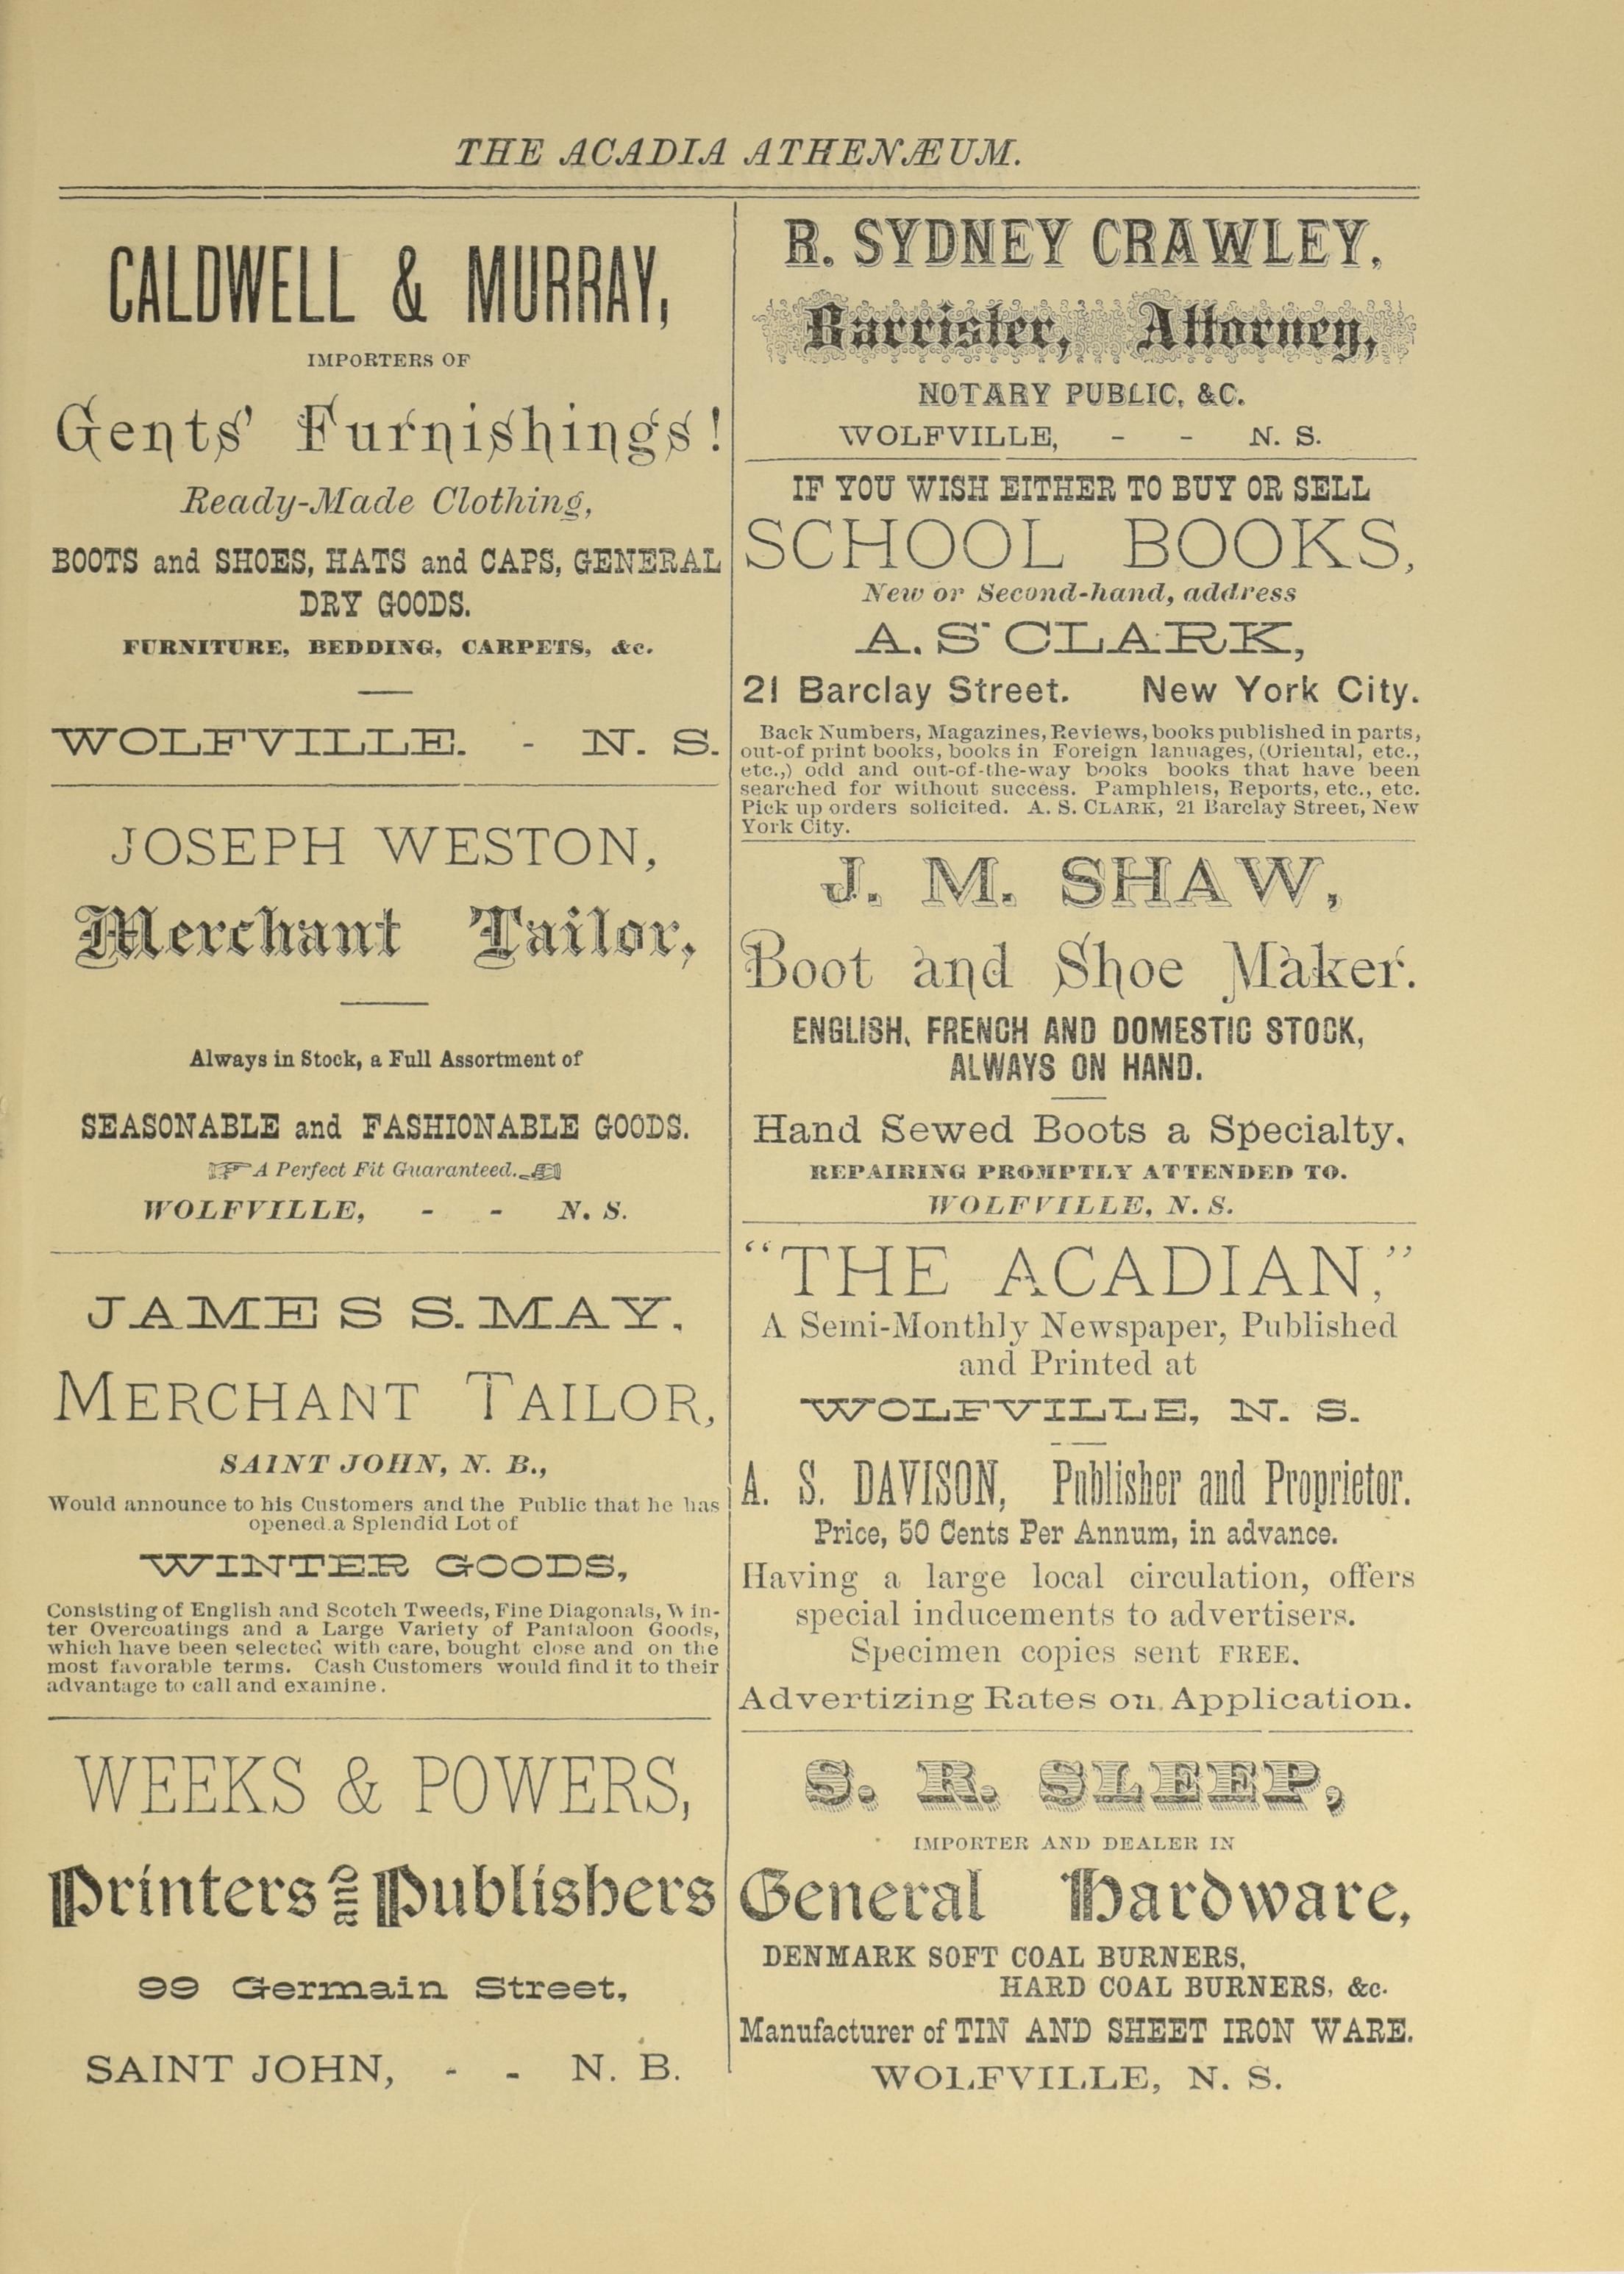 THE ACADIA ATHENÆUM.
CALDWELL & MURRAY,
IMPORTERS OF
Gents' Furnishings!
Ready-Made Clothing,
BOOTS and SHOES, HATS and CAPS, GENERAL
DRY GOODS.
FURNITURE, BEDDING, CARPETS, &c.
WOLFVILLE. - N. S.
JOSEPH WESTON,
Merchant Tailor,
Always in Stock, a Full Assortment of
SEASONABLE and FASHIONABLE GOODS.
☞A Perfect Fit Guaranteed.☜
WOLFVILLE, - - N. S.
JAMES S. MAY,
MERCHANT TAILOR,
SAINT JOHN, N. B.,
Would announce to his Customers and the Public that he has
opened a Splendid Lot of
WINTER GOODS,
Consisting of English and Scotch Tweeds, Fine Diagonals, Win-
ter Overcoatings and a Large Variety of Pantaloon Goods,
which have been selected with care, bought close and on the
most favorable terms. Cash Customers would find it to their
advantage to call and examine.
WEEKS & POWERS,
Printers and Publishers
99 Germain Street,
SAINT JOHN, - - N. B.
R. SYDNEY CRAWLEY,
Barrister, Attorney,
NOTARY PUBLIC, &C.
WOLFVILLE, - - N. S.
IF YOU WISH EITHER TO BUY OR SELL
SCHOOL BOOKS,
New or Second-hand, address
A. S. CLARK,
21 Barclay Street. New York City.
Back Numbers, Magazines, Reviews, books published in parts,
out-of print books, books in Foreign lanuages, (Oriental, etc.,
etc.,) odd and out-of-the-way books books that have been
searched for without success. Pamphlets, Reports, etc., etc.
Pick up orders solicited. A. S. CLARK, 21 Barclay Street, New
York City.
J. M. SHAW,
Boot and Shoe Maker.
ENGLISH, FRENCH AND DOMESTIC STOCK,
ALWAYS ON HAND.
Hand Sewed Boots a Specialty.
REPAIRING PROMPTLY ATTENDED TO.
WOLFVILLE, N. S.
"THE ACADIAN,"
A Semi-Monthly Newspaper, Published
and Printed at
WOLFVILLE, N. S.
A. S. DAVISON, Publisher and Proprietor.
Price, 50 Cents Per Annum, in advance.
Having a large local circulation, offers
special inducements to advertisers.
Specimen copies sent FREE.
Advertizing Rates on Application.
S. R. SLEEP,
IMPORTER AND DEALER IN
General Hardware,
DENMARK SOFT COAL BURNERS,
HARD COAL BURNERS, &c.
Manufacturer of TIN AND SHEET IRON WARE.
WOLFVILLE, N. S.